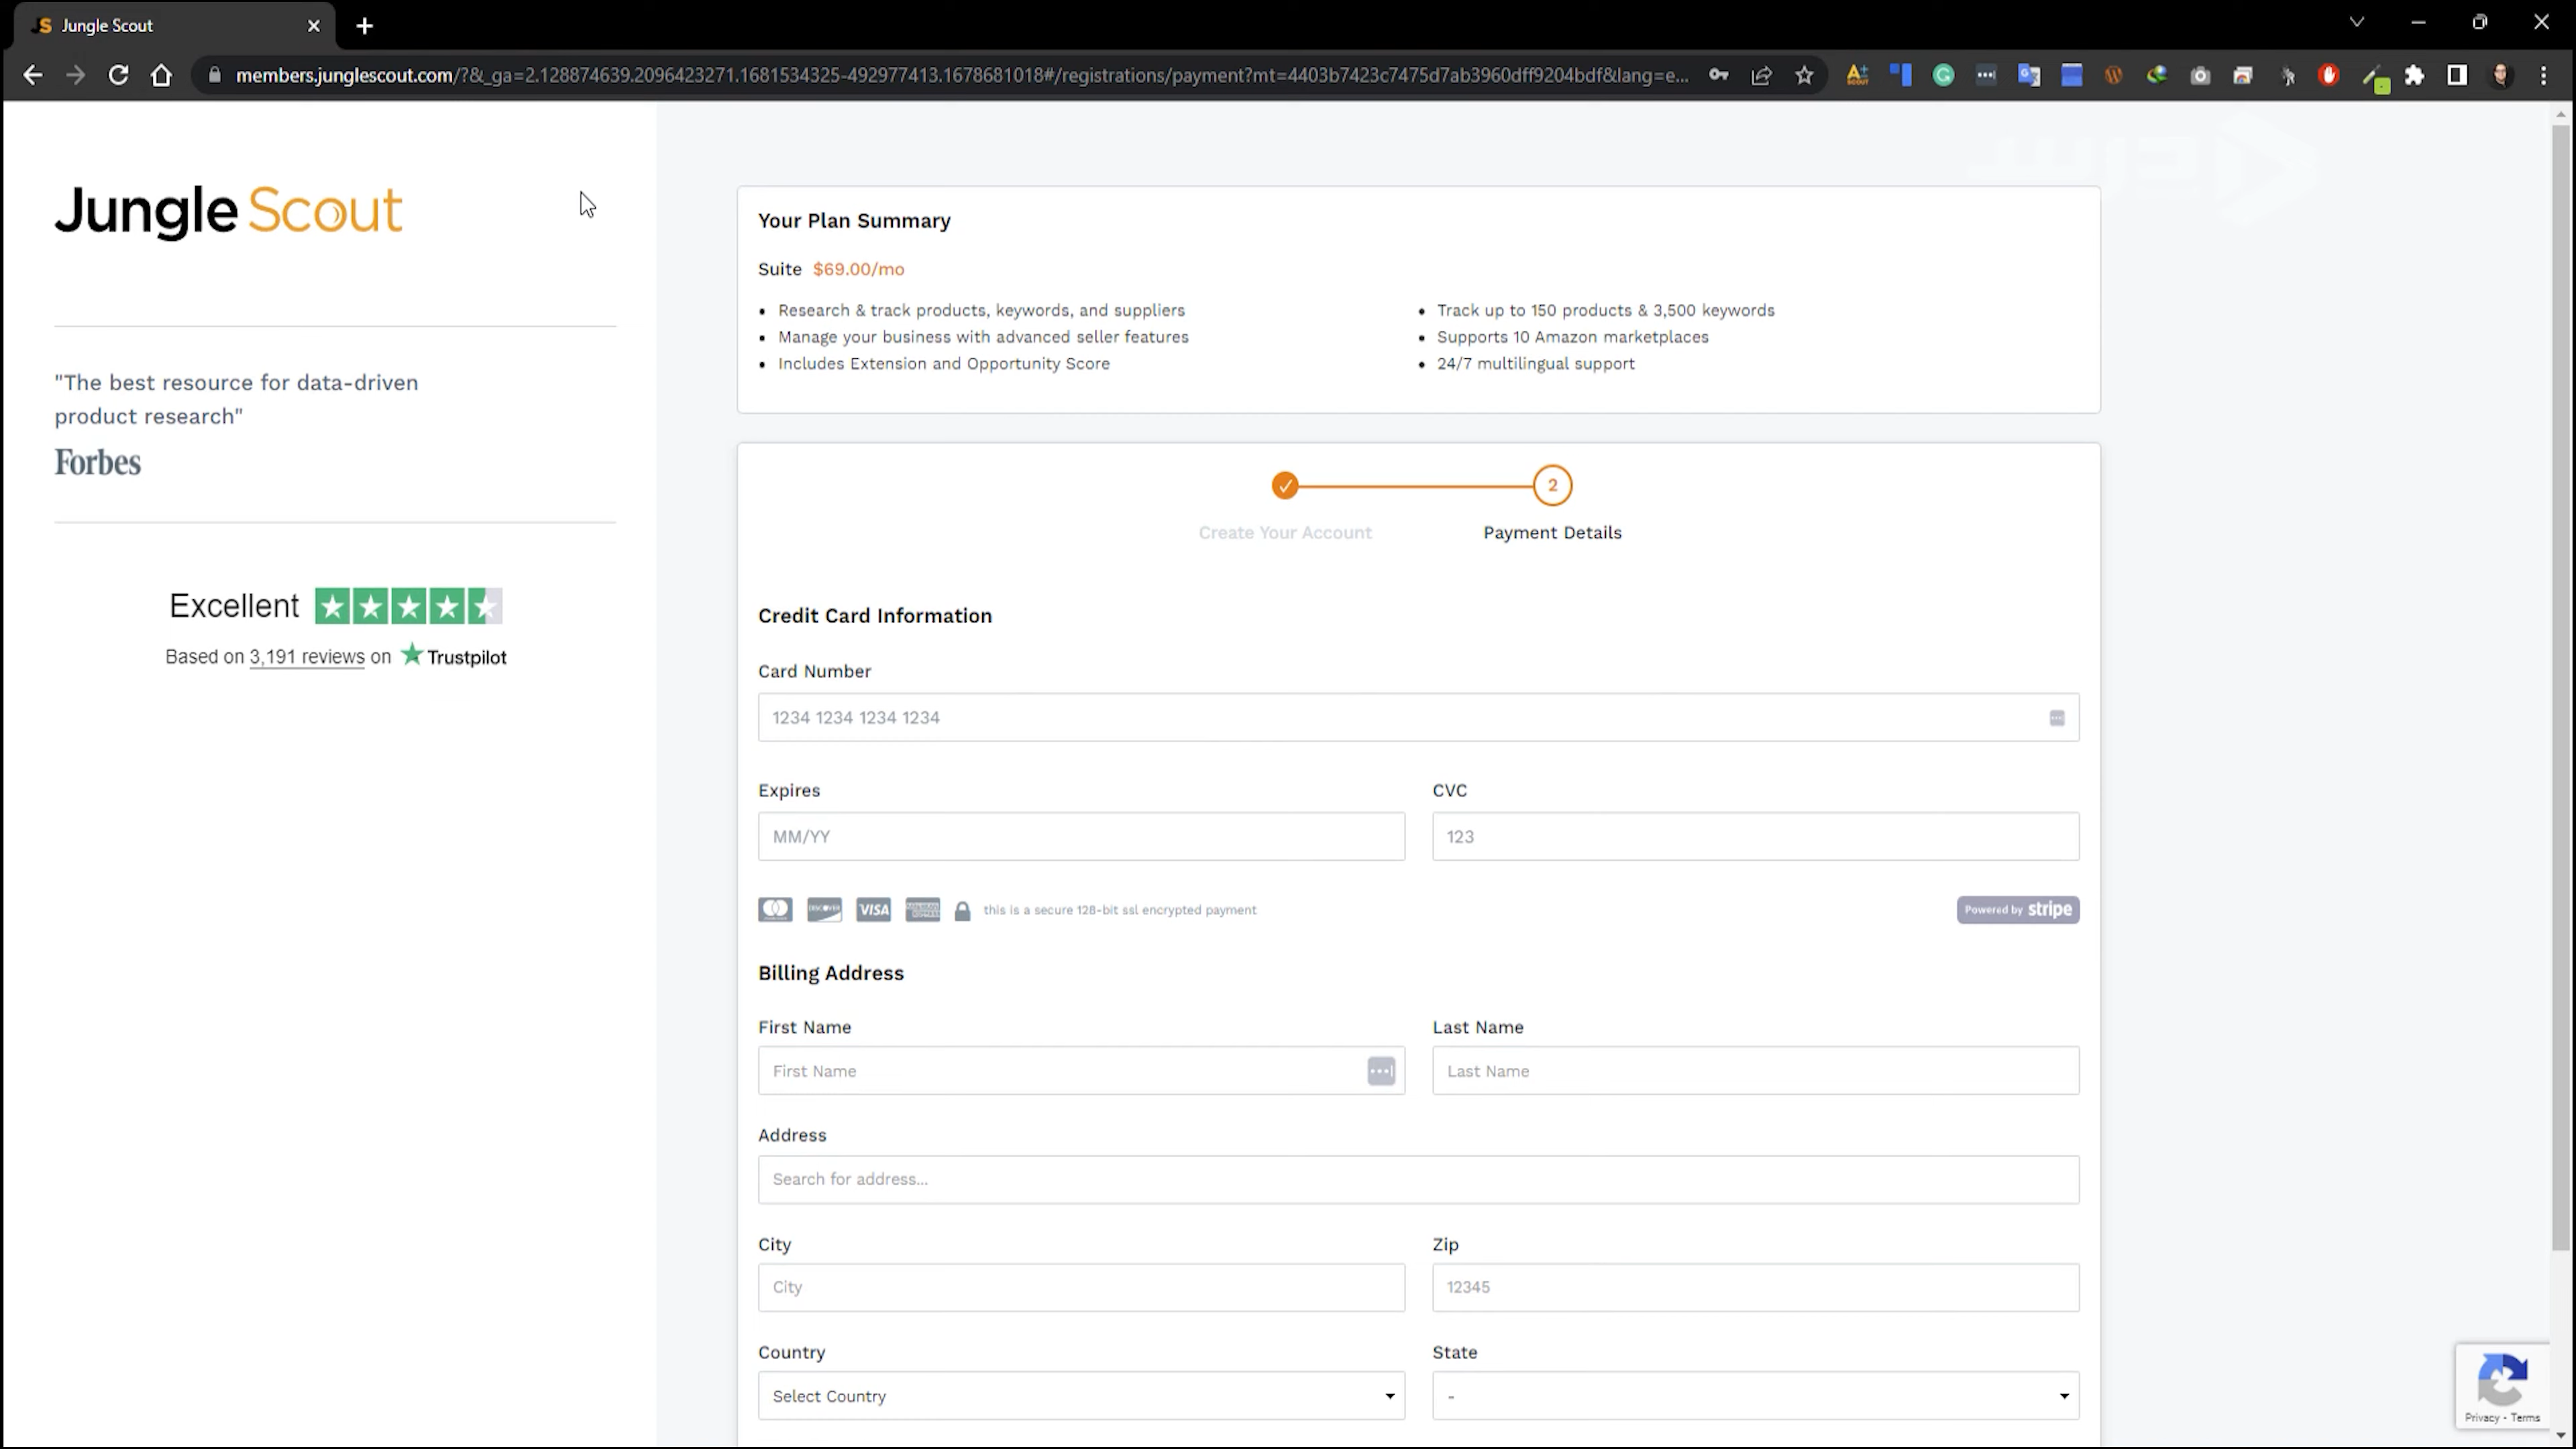 Jungle Scout
members.junglescout.com/?&_ga=2.128874639.2096423271.1681534325-492977413.1678681018#/registrations/payment?mt=4403b7423c7475d7ab3960dff9204bdf&lang=e...
Jungle Scout
"The best resource for data-driven
product research"
Forbes
Excellent
Based on 3,191 reviews on Trustpilot
Your Plan Summary
Suite $69.00/mo
Research & track products, keywords, and suppliers
Manage your business with advanced seller features
Includes Extension and Opportunity Score
Track up to 150 products & 3,500 keywords
Supports 10 Amazon marketplaces
24/7 multilingual support
2
Create Your Account
Payment Details
Credit Card Information
Card Number
1234 1234 1234 1234
Expires
CVC
MM/YY
123
DISCOVER VISA AMERICAN EXPRESS this is a secure 128-bit ssl encrypted payment
Powered by stripe
Billing Address
First Name
Last Name
First Name
Last Name
Address
Search for address...
City
Zip
City
12345
Country
State
Select Country
-
Privacy - Terms